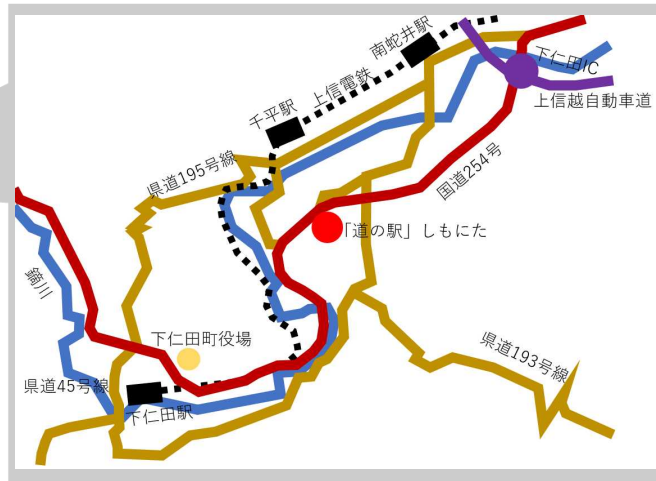 南蛇井駅
下仁田IC
上信電鉄
上信越自動車道
千平駅
県道195号線
国道254号
「道の駅」しもにた
鏑川
下仁田町役場
県道193号線
県道45号線
下仁田駅